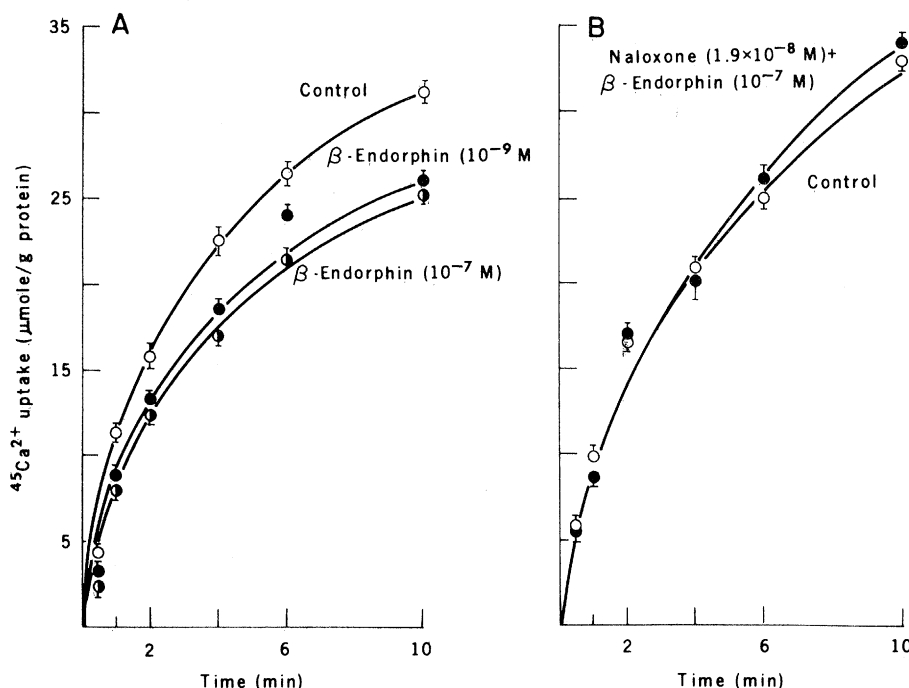 A
35
25
15
5
2
6
10
Time (min)
⁴⁵Ca²⁺ uptake (μmole/g protein)
Control
β-Endorphin (10⁻⁹ M
β-Endorphin (10⁻⁷ M)
B
Naloxone (1.9×10⁻⁸ M)+
β-Endorphin (10⁻⁷ M)
Control
2
6
10
Time (min)